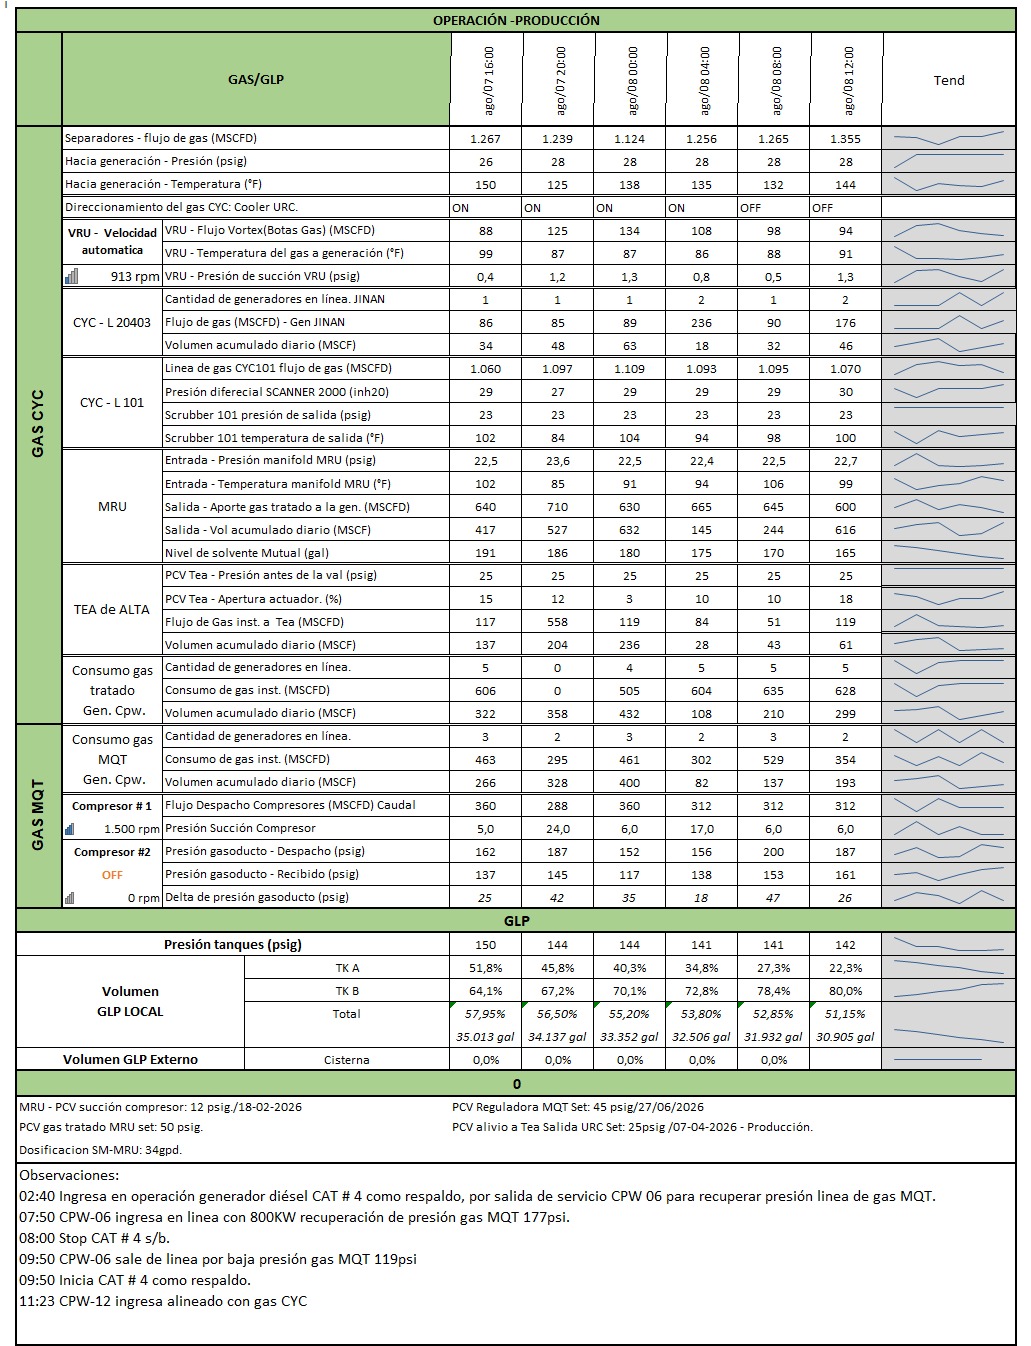 OPERACIÓN -PRODUCCIÓN
GAS/GLP ago/07 16:00 ago/07 20:00 ago/08 00:00 ago/08 04:00 ago/08 08:00 ago/08 12:00 Tend
GAS CYC
Separadores - flujo de gas (MSCFD) 1.267 1.239 1.124 1.256 1.265 1.355
Hacia generación - Presión (psig) 26 28 28 28 28 28
Hacia generación - Temperatura (°F) 150 125 138 135 132 144
Direccionamiento del gas CYC: Cooler URC. ON ON ON ON OFF OFF
VRU - Velocidad automatica
VRU - Flujo Vortex(Botas Gas) (MSCFD) 88 125 134 108 98 94
VRU - Temperatura del gas a generación (°F) 99 87 87 86 88 91
913 rpm VRU - Presión de succión VRU (psig) 0,4 1,2 1,3 0,8 0,5 1,3
CYC - L 20403
Cantidad de generadores en línea. JINAN 1 1 1 2 1 2
Flujo de gas (MSCFD) - Gen JINAN 86 85 89 236 90 176
Volumen acumulado diario (MSCF) 34 48 63 18 32 46
CYC - L 101
Linea de gas CYC101 flujo de gas (MSCFD) 1.060 1.097 1.109 1.093 1.095 1.070
Presión diferecial SCANNER 2000 (inh20) 29 27 29 29 29 30
Scrubber 101 presión de salida (psig) 23 23 23 23 23 23
Scrubber 101 temperatura de salida (°F) 102 84 104 94 98 100
MRU
Entrada - Presión manifold MRU (psig) 22,5 23,6 22,5 22,4 22,5 22,7
Entrada - Temperatura manifold MRU (°F) 102 85 91 94 106 99
Salida - Aporte gas tratado a la gen. (MSCFD) 640 710 630 665 645 600
Salida - Vol acumulado diario (MSCF) 417 527 632 145 244 616
Nivel de solvente Mutual (gal) 191 186 180 175 170 165
TEA de ALTA
PCV Tea - Presión antes de la val (psig) 25 25 25 25 25 25
PCV Tea - Apertura actuador. (%) 15 12 3 10 10 18
Flujo de Gas inst. a Tea (MSCFD) 117 558 119 84 51 119
Volumen acumulado diario (MSCF) 137 204 236 28 43 61
Consumo gas tratado Gen. Cpw.
Cantidad de generadores en línea. 5 0 4 5 5 5
Consumo de gas inst. (MSCFD) 606 0 505 604 635 628
Volumen acumulado diario (MSCF) 322 358 432 108 210 299
GAS MQT
Consumo gas MQT Gen. Cpw.
Cantidad de generadores en línea. 3 2 3 2 3 2
Consumo de gas inst. (MSCFD) 463 295 461 302 529 354
Volumen acumulado diario (MSCF) 266 328 400 82 137 193
Compresor # 1 Flujo Despacho Compresores (MSCFD) Caudal 360 288 360 312 312 312
1.500 rpm Presión Succión Compresor 5,0 24,0 6,0 17,0 6,0 6,0
Compresor #2 Presión gasoducto - Despacho (psig) 162 187 152 156 200 187
OFF Presión gasoducto - Recibido (psig) 137 145 117 138 153 161
0 rpm Delta de presión gasoducto (psig) 25 42 35 18 47 26
GLP
Presión tanques (psig) 150 144 144 141 141 142
Volumen GLP LOCAL
TK A 51,8% 45,8% 40,3% 34,8% 27,3% 22,3%
TK B 64,1% 67,2% 70,1% 72,8% 78,4% 80,0%
Total 57,95% 56,50% 55,20% 53,80% 52,85% 51,15%
35.013 gal 34.137 gal 33.352 gal 32.506 gal 31.932 gal 30.905 gal
Volumen GLP Externo Cisterna 0,0% 0,0% 0,0% 0,0% 0,0%
0
MRU - PCV succión compresor: 12 psig./18-02-2026 PCV Reguladora MQT Set: 45 psig/27/06/2026
PCV gas tratado MRU set: 50 psig. PCV alivio a Tea Salida URC Set: 25psig /07-04-2026 - Producción.
Dosificacion SM-MRU: 34gpd.
Observaciones:
02:40 Ingresa en operación generador diésel CAT # 4 como respaldo, por salida de servicio CPW 06 para recuperar presión linea de gas MQT.
07:50 CPW-06 ingresa en linea con 800KW recuperación de presión gas MQT 177psi.
08:00 Stop CAT # 4 s/b.
09:50 CPW-06 sale de linea por baja presión gas MQT 119psi
09:50 Inicia CAT # 4 como respaldo.
11:23 CPW-12 ingresa alineado con gas CYC